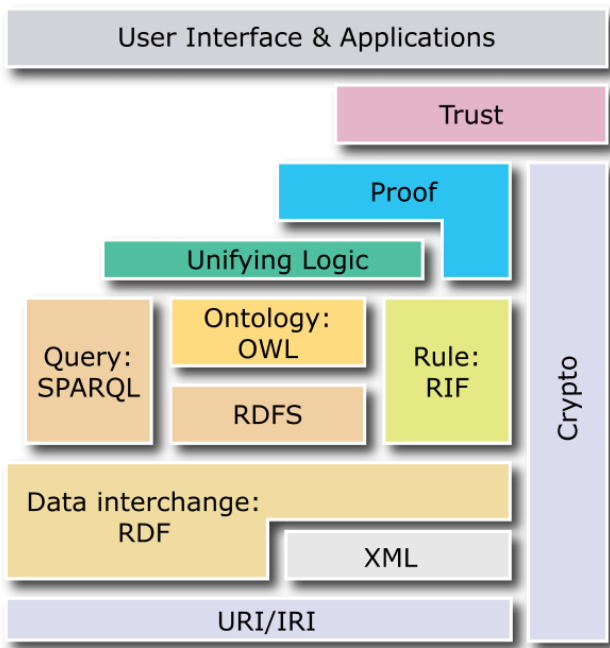 User Interface & Applications
Trust
Proof
Unifying Logic
Query:
SPARQL
Ontology:
OWL
RDFS
Rule:
RIF
Crypto
Data interchange:
RDF
XML
URI/IRI